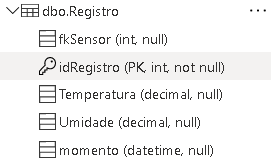 dbo.Registro
fkSensor (int, null)
idRegistro (PK, int, not null)
Temperatura (decimal, null)
Umidade (decimal, null)
momento (datetime, null)